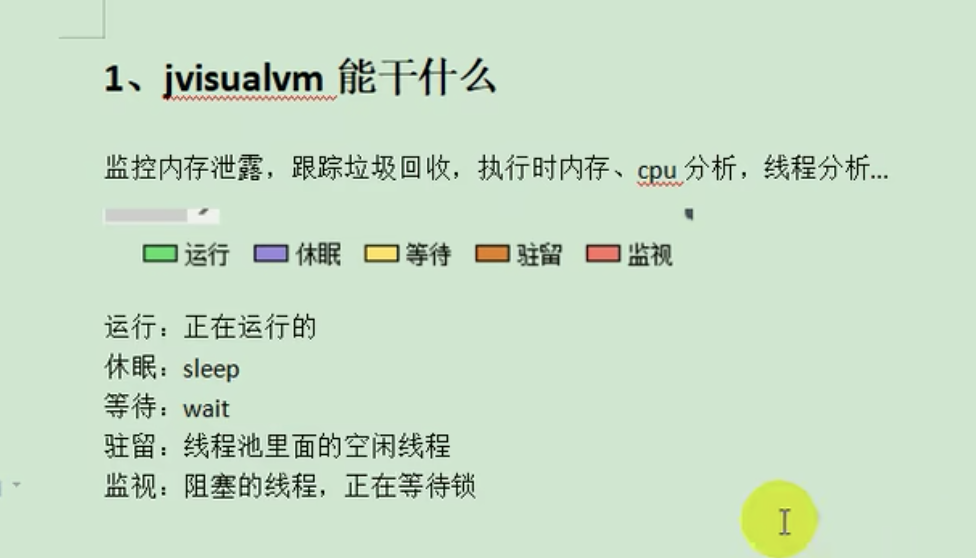 1、jvisualvm 能干什么
监控内存泄露，跟踪垃圾回收，执行时内存、cpu 分析，线程分析...
运行 休眠 等待 驻留 监视
运行：正在运行的
休眠：sleep
等待：wait
驻留：线程池里面的空闲线程
监视：阻塞的线程，正在等待锁